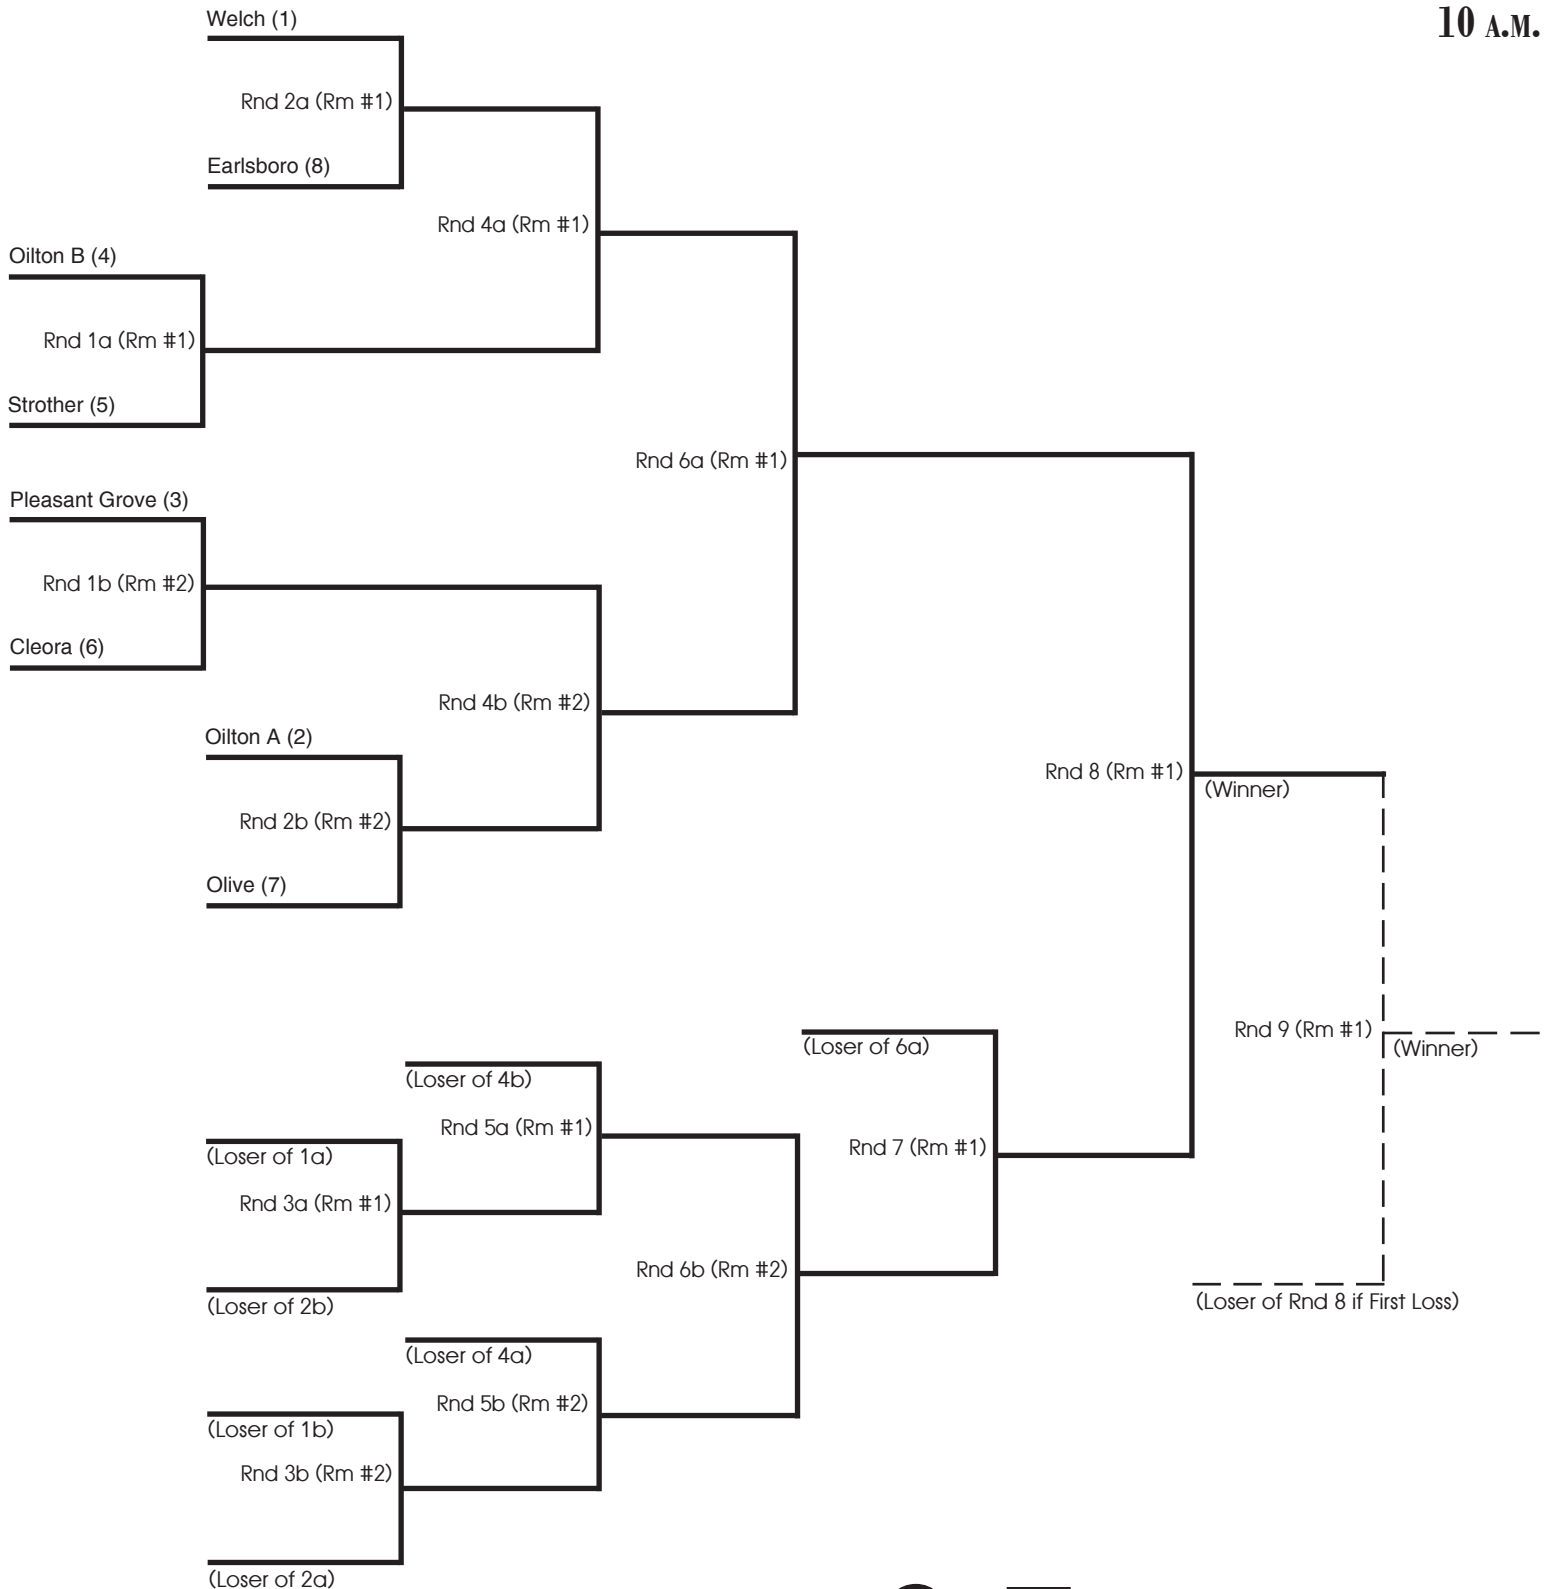 10 A.M.
Welch (1)
Rnd 2a (Rm #1)
Earlsboro (8)
Rnd 4a (Rm #1)
Oilton B (4)
Rnd 1a (Rm #1)
Strother (5)
Rnd 6a (Rm #1)
Pleasant Grove (3)
Rnd 1b (Rm #2)
Cleora (6)
Rnd 4b (Rm #2)
Oilton A (2)
Rnd 2b (Rm #2)
Olive (7)
Rnd 8 (Rm #1)
(Winner)
Rnd 9 (Rm #1)
(Winner)
(Loser of 6a)
(Loser of 4b)
Rnd 5a (Rm #1)
Rnd 7 (Rm #1)
(Loser of 1a)
Rnd 3a (Rm #1)
(Loser of 2b)
Rnd 6b (Rm #2)
(Loser of Rnd 8 if First Loss)
(Loser of 4a)
Rnd 5b (Rm #2)
(Loser of 1b)
Rnd 3b (Rm #2)
(Loser of 2a)